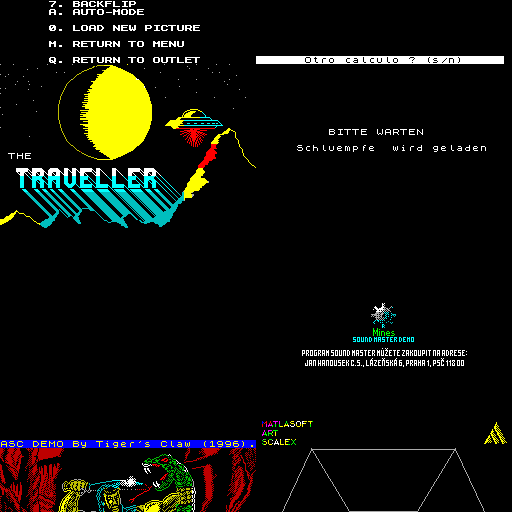 7. BACKFLIP
A. AUTO-MODE
0. LOAD NEW PICTURE
M. RETURN TO MENU
Q. RETURN TO OUTLET
THE
TRAVELLER
ASC DEMO By Tiger's Claw (1996).
Otro calculo ? (s/n)
BITTE WARTEN
Schluempfe wird geladen
Mines
SOUND MASTER DEMO
PROGRAM SOUND MASTER MŮŽETE ZAKOUPIT NA ADRESE:
JAN HANOUSEK C.S., LÁZEŇSKÁ 6, PRAHA 1, PSČ 118 00
MATLASOFT
ART
SCALEX